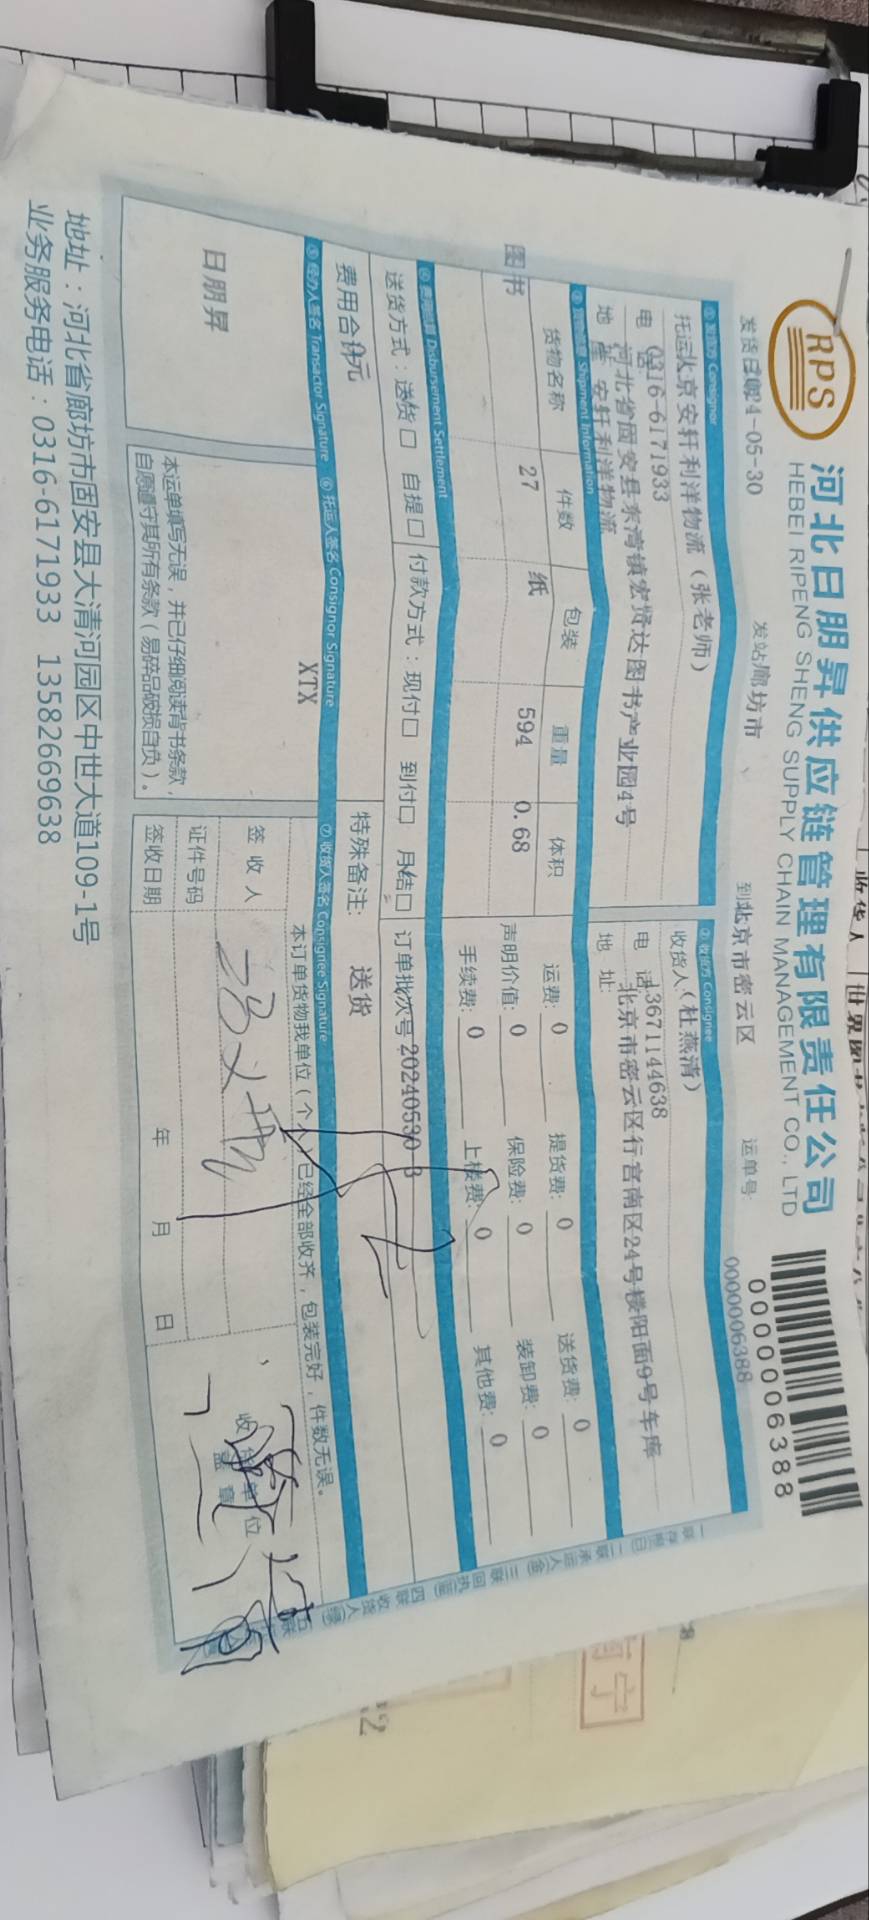 RPS
河北日朋昇供应链管理有限责任公司
HEBEI RIPENG SHENG SUPPLY CHAIN MANAGEMENT CO., LTD
0000006388
发货日期 2024-05-30 发站 廊坊市 到站 北京市密云区 运单号: 0000006388
① 发货方 Consignor ② 收货方 Consignee
托运人 北京安轩利洋物流（张老师） 收货人: （杜燕清）
电 话 0316-6171933 电 话: 13671144638
地 址 河北省固安县东湾镇宏贤达图书产业园4号 地 址: 北京市密云区行宫南区24号楼阳面9号车库
安轩利洋物流
③ 货物信息 Shipment Information
货物名称 件数 包装 重量 体积 运费: 0 提货费: 0 送货费: 0
图书 27 纸 594 0.68 声明价值: 0 保险费: 0 装卸费: 0
手续费: 0 上楼费: 0 其他费: 0
④ 费用结算 Disbursement Settlement
送货方式：送货□ 自提□ 付款方式：现付□ 到付□ 月结□ 订单批次号 20240530-3
费用合计: 0元 特殊备注: 送货
⑤ 经办人签名 Transactor Signature ⑥ 托运人签名 Consignor Signature ⑦ 收货人签名 Consignee Signature
XTX
本订单货物我单位（个人）已经全部收齐，包装完好，件数无误。
日朋昇
签 收 人
证件号码
签收日期 年 月 日
收货单位
盖 章
本运单填写无误，并已仔细阅读背书条款，
自愿遵守其所有条款（易碎品破损自负）。
地址：河北省廊坊市固安县大清河园区中世大道109-1号
业务服务电话：0316-6171933 13582669638
收货人